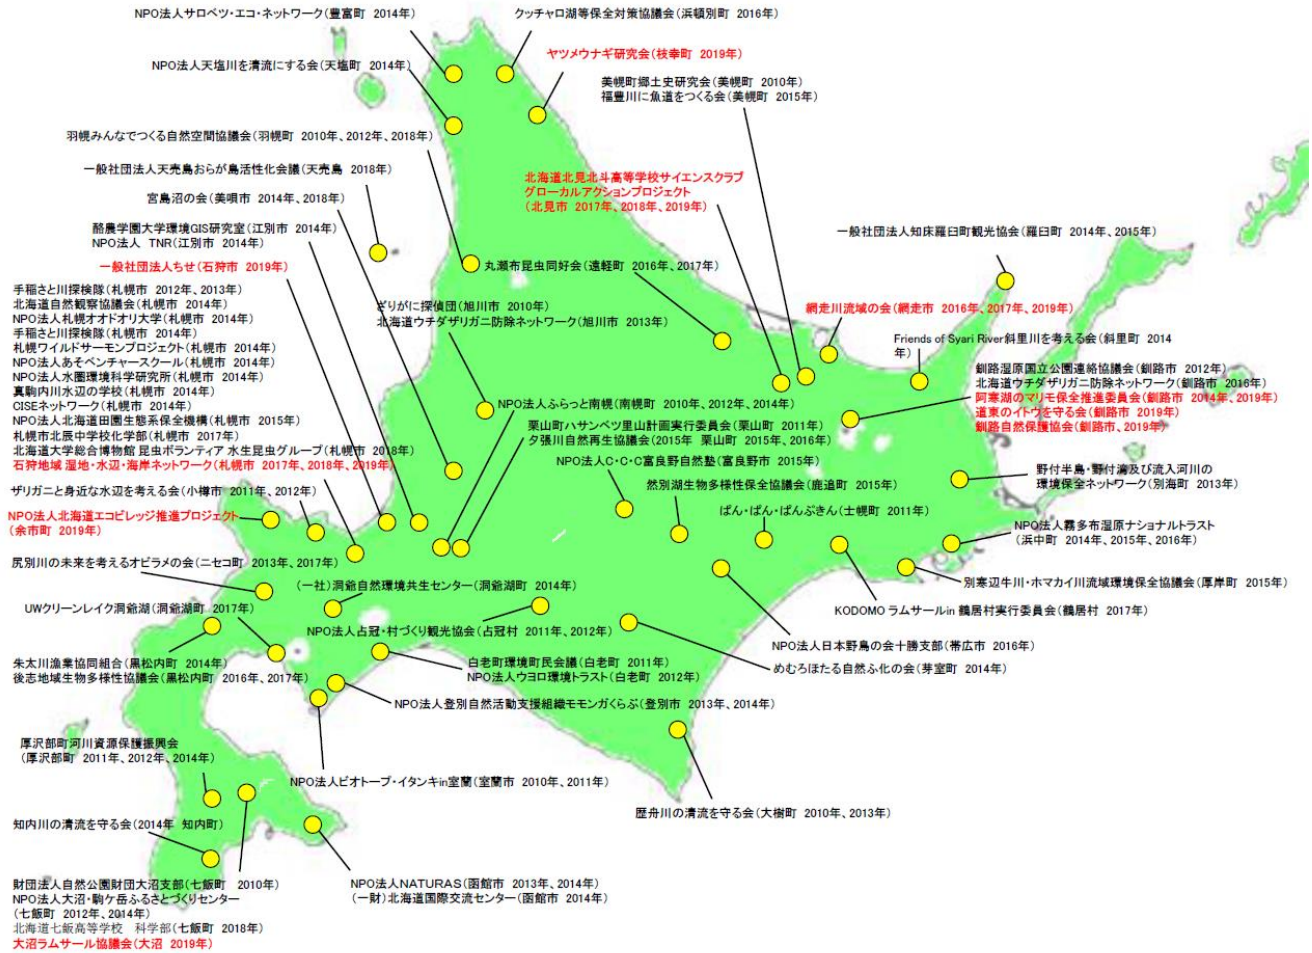 NPO法人サロベツ・エコ・ネットワーク(豊富町 2014年)
クッチャロ湖等保全対策協議会(浜頓別町 2016年)
ヤツメウナギ研究会(枝幸町 2019年)
NPO法人天塩川を清流にする会(天塩町 2014年)
美幌町郷土史研究会(美幌町 2010年)
福豊川に魚道をつくる会(美幌町 2015年)
羽幌みんなでつくる自然空間協議会(羽幌町 2010年、2012年、2018年)
一般社団法人天売島おらが島活性化会議(天売島 2018年)
北海道北見北斗高等学校サイエンスクラブ
グローカルアクションプロジェクト
(北見市 2017年、2018年、2019年)
宮島沼の会(美唄市 2014年、2018年)
酪農学園大学環境GIS研究室(江別市 2014年)
NPO法人 TNR(江別市 2014年)
一般社団法人ちせ(石狩市 2019年)
一般社団法人知床羅臼町観光協会(羅臼町 2014年、2015年)
丸瀬布昆虫同好会(遠軽町 2016年、2017年)
手稲さと川探検隊(札幌市 2012年、2013年)
北海道自然観察協議会(札幌市 2014年)
NPO法人札幌オオドオリ大学(札幌市 2014年)
手稲さと川探検隊(札幌市 2014年)
札幌ワイルドサーモンプロジェクト(札幌市 2014年)
NPO法人あそベンチャースクール(札幌市 2014年)
NPO法人水圏環境科学研究所(札幌市 2014年)
真駒内川水辺の学校(札幌市 2014年)
CISEネットワーク(札幌市 2014年)
NPO法人北海道田園生態系保全機構(札幌市 2015年)
札幌市北辰中学校化学部(札幌市 2017年)
北海道大学総合博物館 昆虫ボランティア 水生昆虫グループ(札幌市 2018年)
石狩地域 湿地・水辺・海岸ネットワーク(札幌市 2017年、2018年、2019年)
ざりがに探偵団(旭川市 2010年)
北海道ウチダザリガニ防除ネットワーク(旭川市 2013年)
網走川流域の会(網走市 2016年、2017年、2019年)
Friends of Syari River斜里川を考える会(斜里町 2014
年)
釧路湿原国立公園連絡協議会(釧路市 2012年)
北海道ウチダザリガニ防除ネットワーク(釧路市 2016年)
阿寒湖のマリモ保全推進委員会(釧路市 2014年、2019年)
道東のイトウを守る会(釧路市 2019年)
釧路自然保護協会(釧路市、2019年)
NPO法人ふらっと南幌(南幌町 2010年、2012年、2014年)
栗山町ハサンベツ里山計画実行委員会(栗山町 2011年)
夕張川自然再生協議会(2015年 栗山町 2015年、2016年)
NPO法人C・C・C富良野自然塾(富良野市 2015年)
然別湖生物多様性保全協議会(鹿追町 2015年)
ぱん・ぱん・ぱんぷきん(士幌町 2011年)
野付半島・野付湾及び流入河川の
環境保全ネットワーク(別海町 2013年)
ザリガニと身近な水辺を考える会(小樽市 2011年、2012年)
NPO法人北海道エコビレッジ推進プロジェクト
(余市町 2019年)
NPO法人霧多布湿原ナショナルトラスト
(浜中町 2014年、2015年、2016年)
尻別川の未来を考えるオビラメの会(ニセコ町 2013年、2017年)
(一社)洞爺自然環境共生センター(洞爺湖町 2014年)
別寒辺牛川・ホマカイ川流域環境保全協議会(厚岸町 2015年)
UWクリーンレイク洞爺湖(洞爺湖町 2017年)
KODOMO ラムサールin 鶴居村実行委員会(鶴居村 2017年)
NPO法人占冠・村づくり観光協会(占冠村 2011年、2012年)
NPO法人日本野鳥の会十勝支部(帯広市 2016年)
朱太川漁業協同組合(黒松内町 2014年)
後志地域生物多様性協議会(黒松内町 2016年、2017年)
白老町環境町民会議(白老町 2011年)
NPO法人ウヨロ環境トラスト(白老町 2012年)
めむろほたる自然ふ化の会(芽室町 2014年)
NPO法人登別自然活動支援組織モモンガくらぶ(登別市 2013年、2014年)
厚沢部町河川資源保護振興会
(厚沢部町 2011年、2012年、2014年)
NPO法人ビオトープ・イタンキin室蘭(室蘭市 2010年、2011年)
歴舟川の清流を守る会(大樹町 2010年、2013年)
知内川の清流を守る会(2014年 知内町)
財団法人自然公園財団大沼支部(七飯町 2010年)
NPO法人大沼・駒ケ岳ふるさとづくりセンター
(七飯町 2012年、2014年)
北海道七飯高等学校 科学部(七飯町 2018年)
大沼ラムサール協議会(大沼 2019年)
NPO法人NATURAS(函館市 2013年、2014年)
(一財)北海道国際交流センター(函館市 2014年)